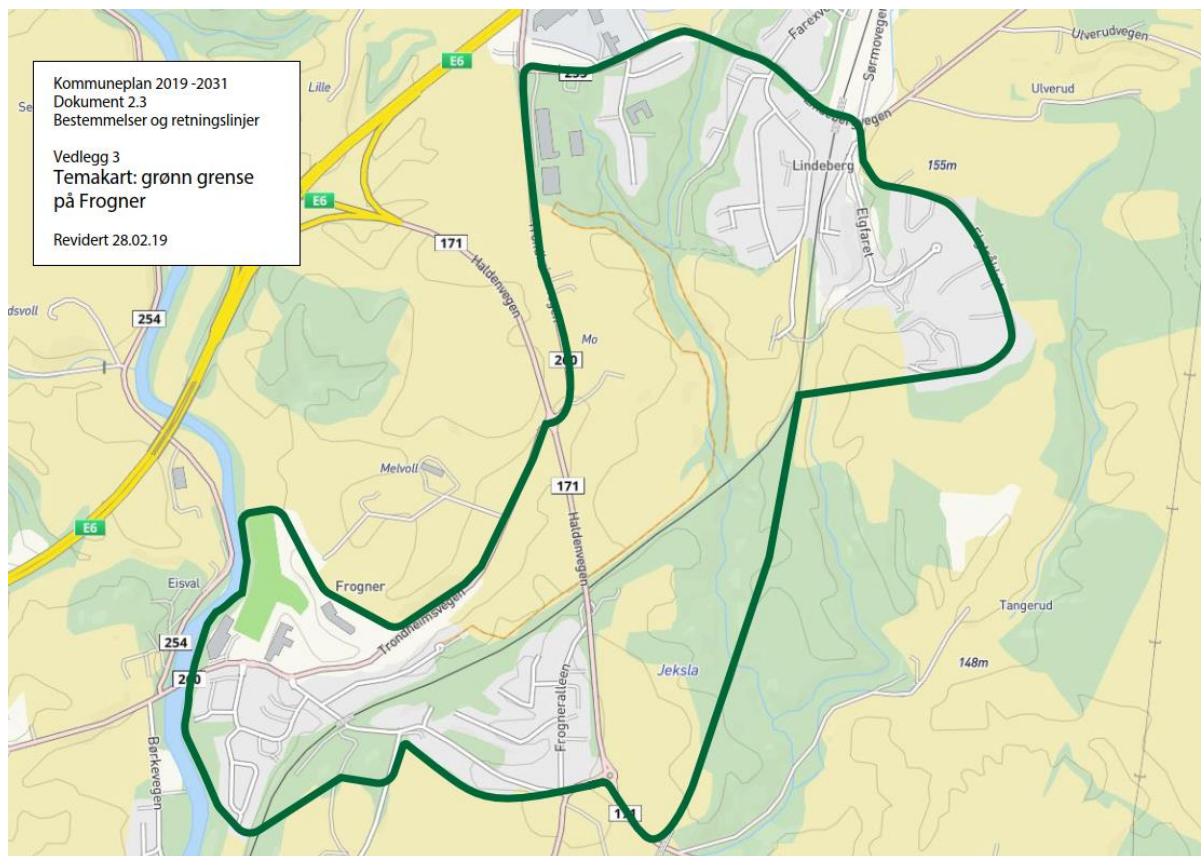 Kommuneplan 2019 -2031
Dokument 2.3
Bestemmelser og retningslinjer
Vedlegg 3
Temakart: grønn grense
på Frogner
Revidert 28.02.19
E6
Lille
Ulverudvegen
Sørmovegen
Ulverud
Lindeberg
155m
E6
171
Haldenvegen
Elgfaret
254
Mo
260
Melvoll
171
Haldenvegen
E6
Eisval
Frogner
Trondheimsvegen
Tangerud
254
148m
260
Jeksla
Frogneralleen
Børkevegen
171